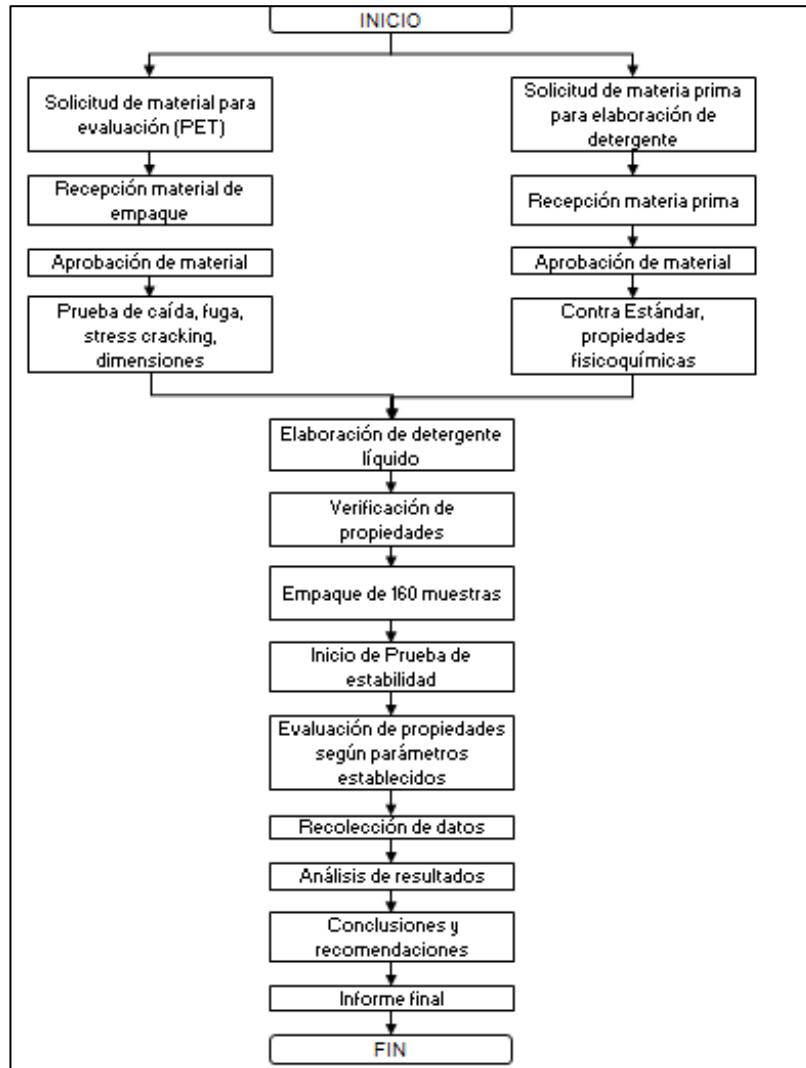 INICIO
Solicitud de material para
evaluación (PET)
Recepción material de
empaque
Aprobación de material
Prueba de caída, fuga,
stress cracking,
dimensiones
Solicitud de materia prima
para elaboración de
detergente
Recepción materia prima
Aprobación de material
Contra Estándar,
propiedades
fisicoquímicas
Elaboración de detergente
líquido
Verificación de
propiedades
Empaque de 160 muestras
Inicio de Prueba de
estabilidad
Evaluación de propiedades
según parámetros
establecidos
Recolección de datos
Análisis de resultados
Conclusiones y
recomendaciones
Informe final
FIN